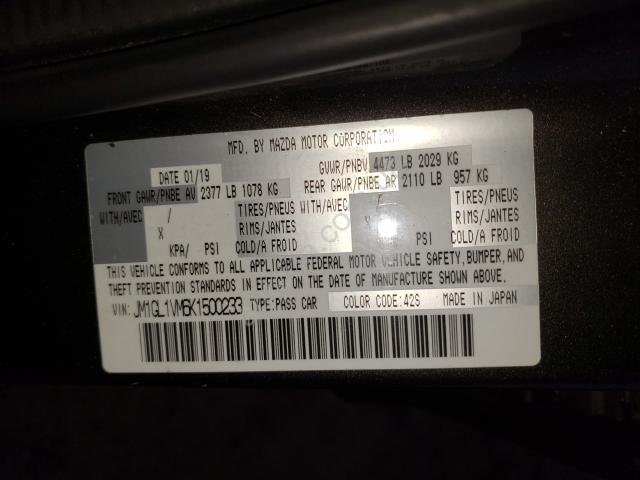 MFD. BY MAZDA MOTOR CORPORATION
DATE 01/19
GVWR/PNBV 4473 LB 2029 KG
FRONT GAWR/PNBE AV 2377 LB 1078 KG
REAR GAWR/PNBE AR 2110 LB 957 KG
WITH/AVEC / TIRES/PNEUS WITH/AVEC / TIRES/PNEUS
X RIMS/JANTES X RIMS/JANTES
KPA/ PSI COLD/A FROID PSI COLD/A FROID
THIS VEHICLE CONFORMS TO ALL APPLICABLE FEDERAL MOTOR VEHICLE SAFETY, BUMPER, AND
THEFT PREVENTION STANDARDS IN EFFECT ON THE DATE OF MANUFACTURE SHOWN ABOVE.
VIN: JM1GL1VM6K1500233 TYPE:PASS CAR COLOR CODE:42S MADE IN JAPAN